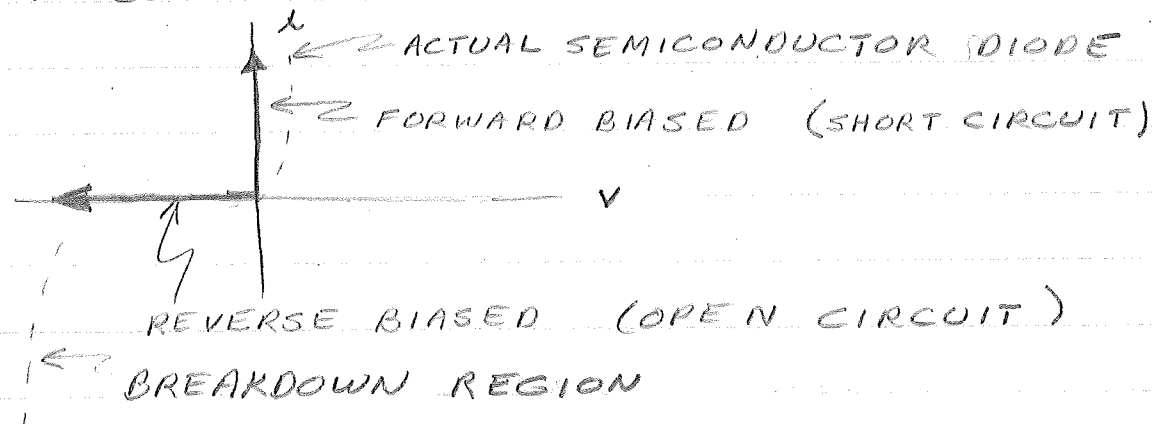 i
ACTUAL SEMICONDUCTOR DIODE
FORWARD BIASED (SHORT CIRCUIT)
V
REVERSE BIASED (OPEN CIRCUIT)
BREAKDOWN REGION